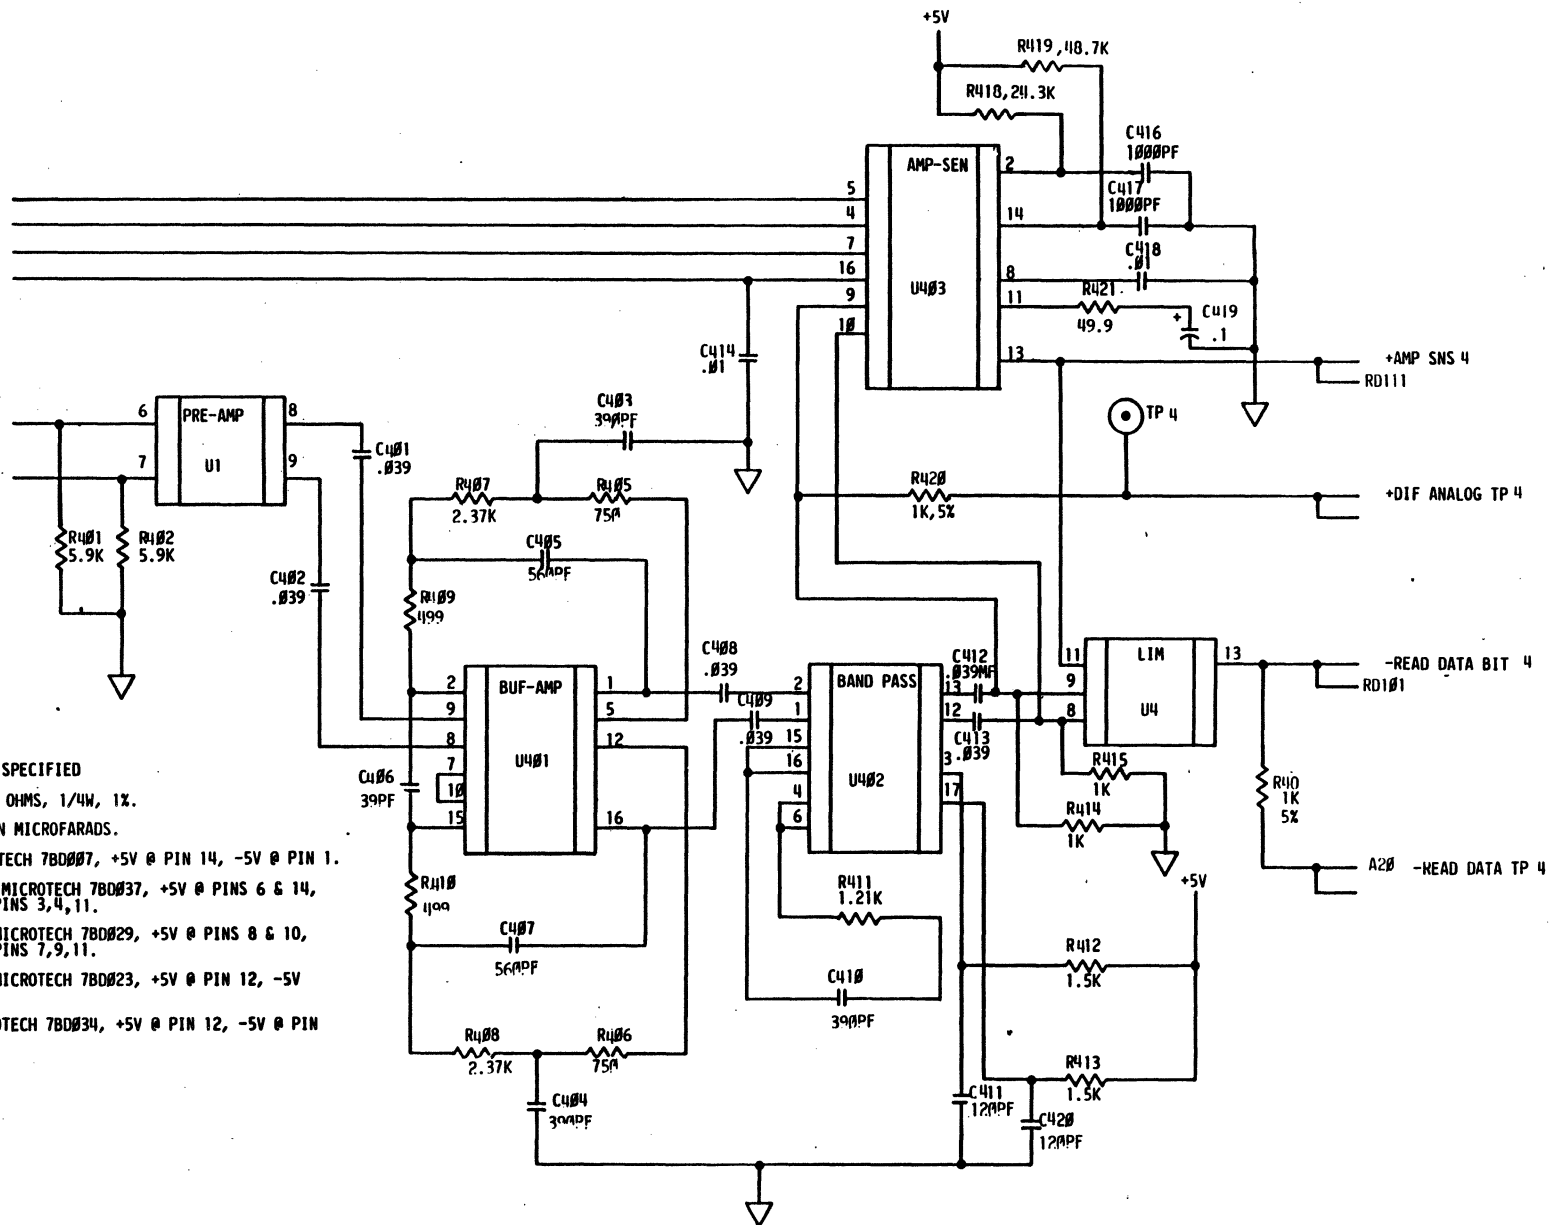 +5V
R419,48.7K
R418,24.3K
C416
1000PF
C417
1000PF
C418
.01
R421
49.9
+
C419
.1
AMP-SEN
U403
5
4
7
16
9
10
2
14
8
11
13
+AMP SNS 4
RD111
C414
.01
TP 4
R420
1K,5%
+DIF ANALOG TP 4
PRE-AMP
U1
6
7
8
9
C401
.039
R401
5.9K
R402
5.9K
C402
.039
C403
390PF
R407
2.37K
R405
750
C405
560PF
R409
499
BUF-AMP
U401
2
9
8
7
10
15
1
5
12
16
C406
39PF
C408
.039
C409
.039
BAND PASS
U402
2
1
15
16
4
6
13
12
3
17
C412
.039MF
C413
.039
LIM
U4
11
9
8
13
-READ DATA BIT 4
RD101
R415
1K
R414
1K
R40
1K
5%
A20 -READ DATA TP 4
SPECIFIED
OHMS, 1/4W, 1%.
N MICROFARADS.
TECH 7BD007, +5V @ PIN 14, -5V @ PIN 1.
MICROTECH 7BD037, +5V @ PINS 6 & 14,
PINS 3,4,11.
MICROTECH 7BD029, +5V @ PINS 8 & 10,
PINS 7,9,11.
MICROTECH 7BD023, +5V @ PIN 12, -5V
OTECH 7BD034, +5V @ PIN 12, -5V @ PIN
R410
499
C407
560PF
R411
1.21K
C410
390PF
+5V
R412
1.5K
R413
1.5K
R408
2.37K
R406
750
C404
390PF
C411
120PF
C420
120PF